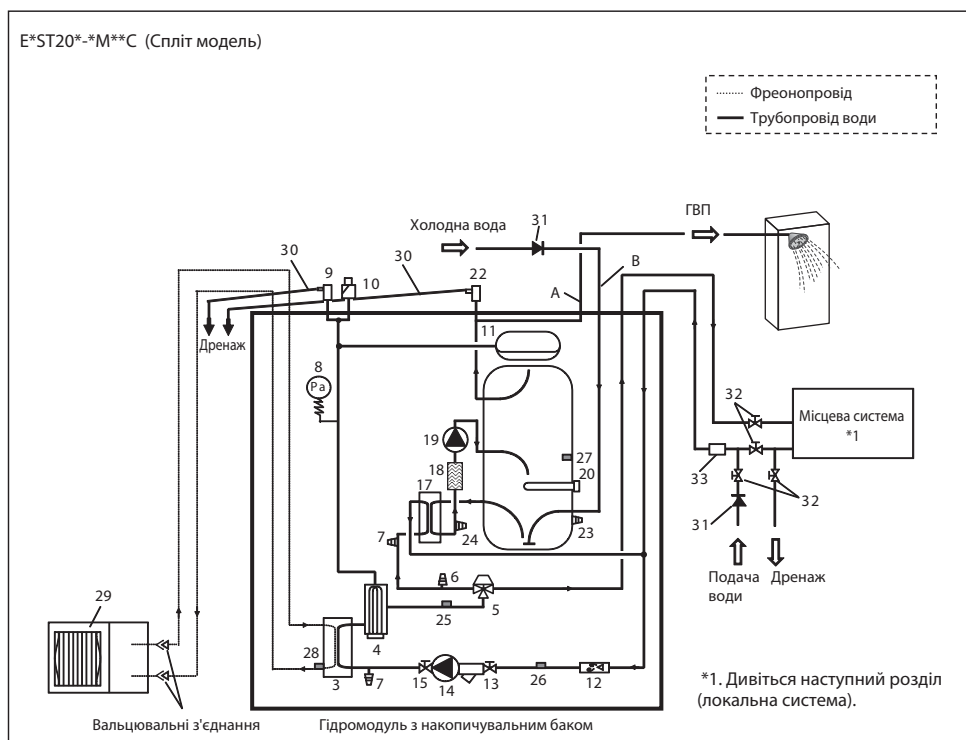 E*ST20*-*M**C (Спліт модель)
Фреонопровід
Трубопровід води
Холодна вода
31
ГВП
30
9
10
30
22
A
B
Дренаж
11
8
Pa
19
27
18
20
17
23
24
7
6
25
5
4
32
Місцева система
*1
33
32
31
Подача
води
Дренаж
29
28
3
7
15
14
13
26
12
*1. Дивіться наступний розділ
(локальна система).
Вальцювальні з'єднання
Гідромодуль з накопичувальним баком